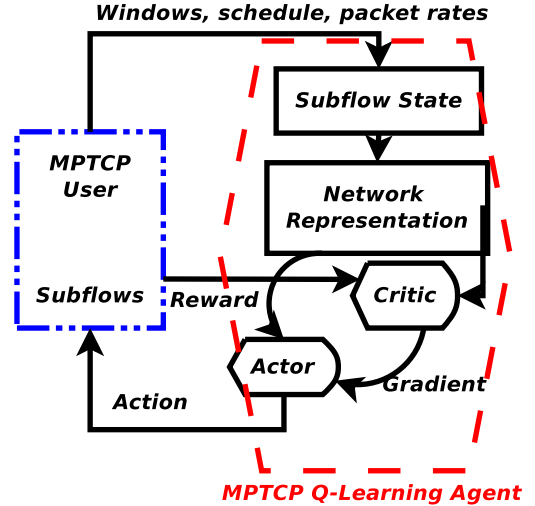 Windows, schedule, packet rates
Subflow State
MPTCP
User
Network
Representation
Subflows
Reward
Critic
Actor
Gradient
Action
MPTCP Q-Learning Agent